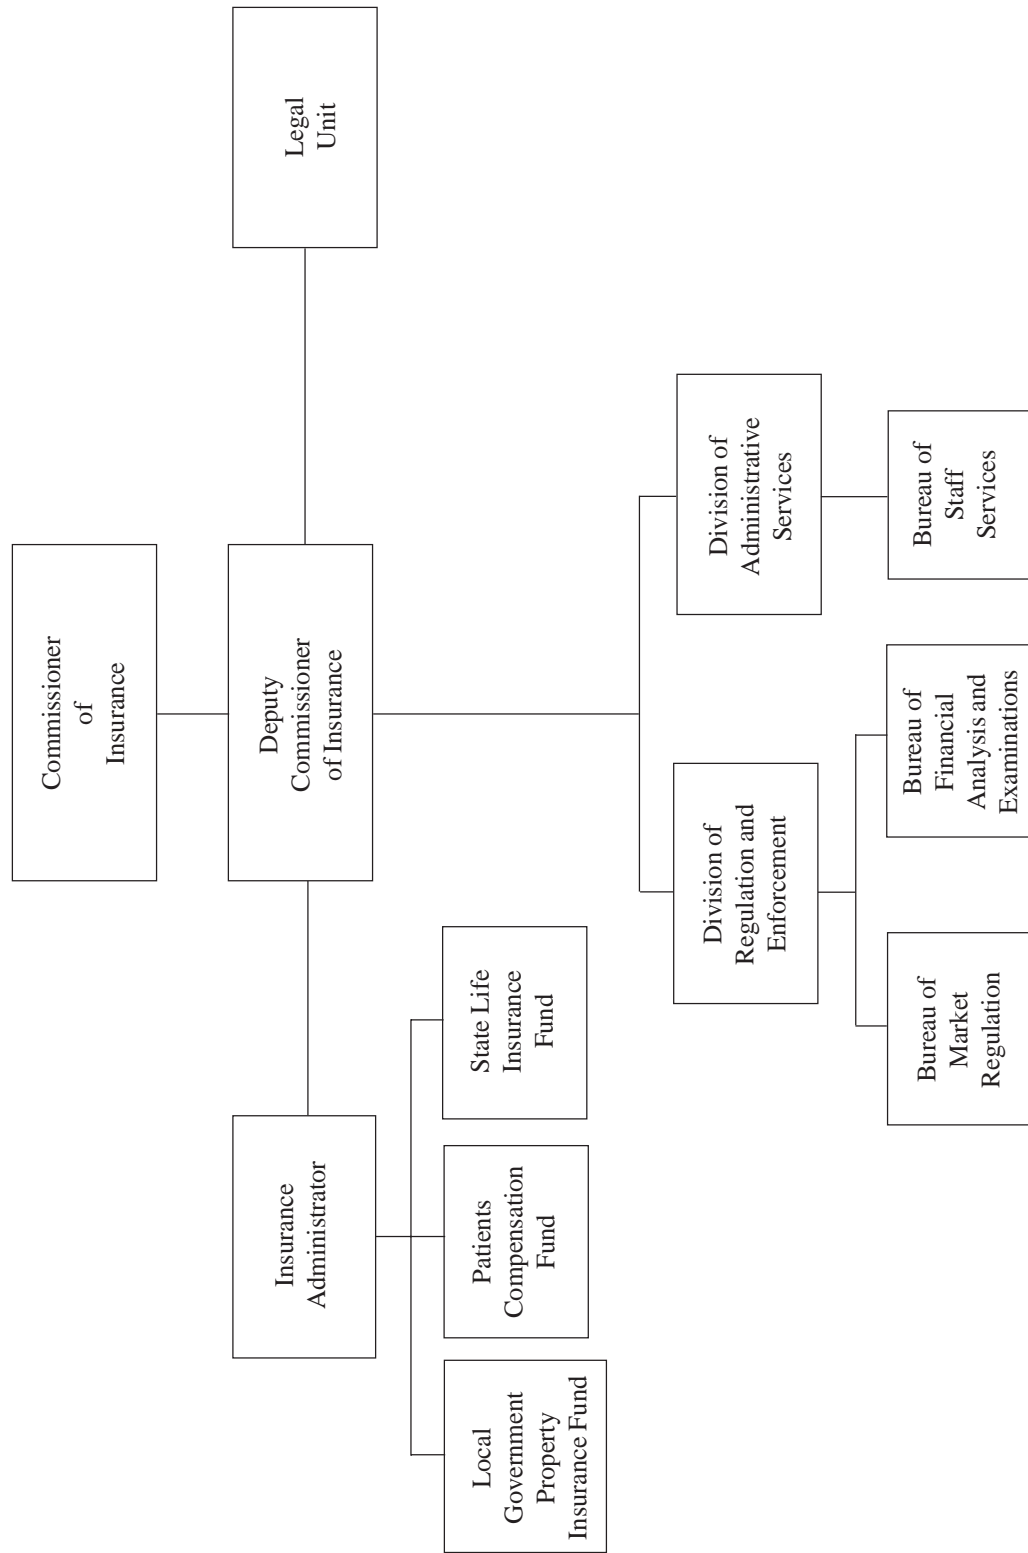 Commissioner
of
Insurance
Insurance
Administrator
Deputy
Commissioner
of Insurance
Legal
Unit
Local
Government
Property
Insurance Fund
Patients
Compensation
Fund
State Life
Insurance
Fund
Division of
Regulation and
Enforcement
Division of
Administrative
Services
Bureau of
Market
Regulation
Bureau of
Financial
Analysis and
Examinations
Bureau of
Staff
Services